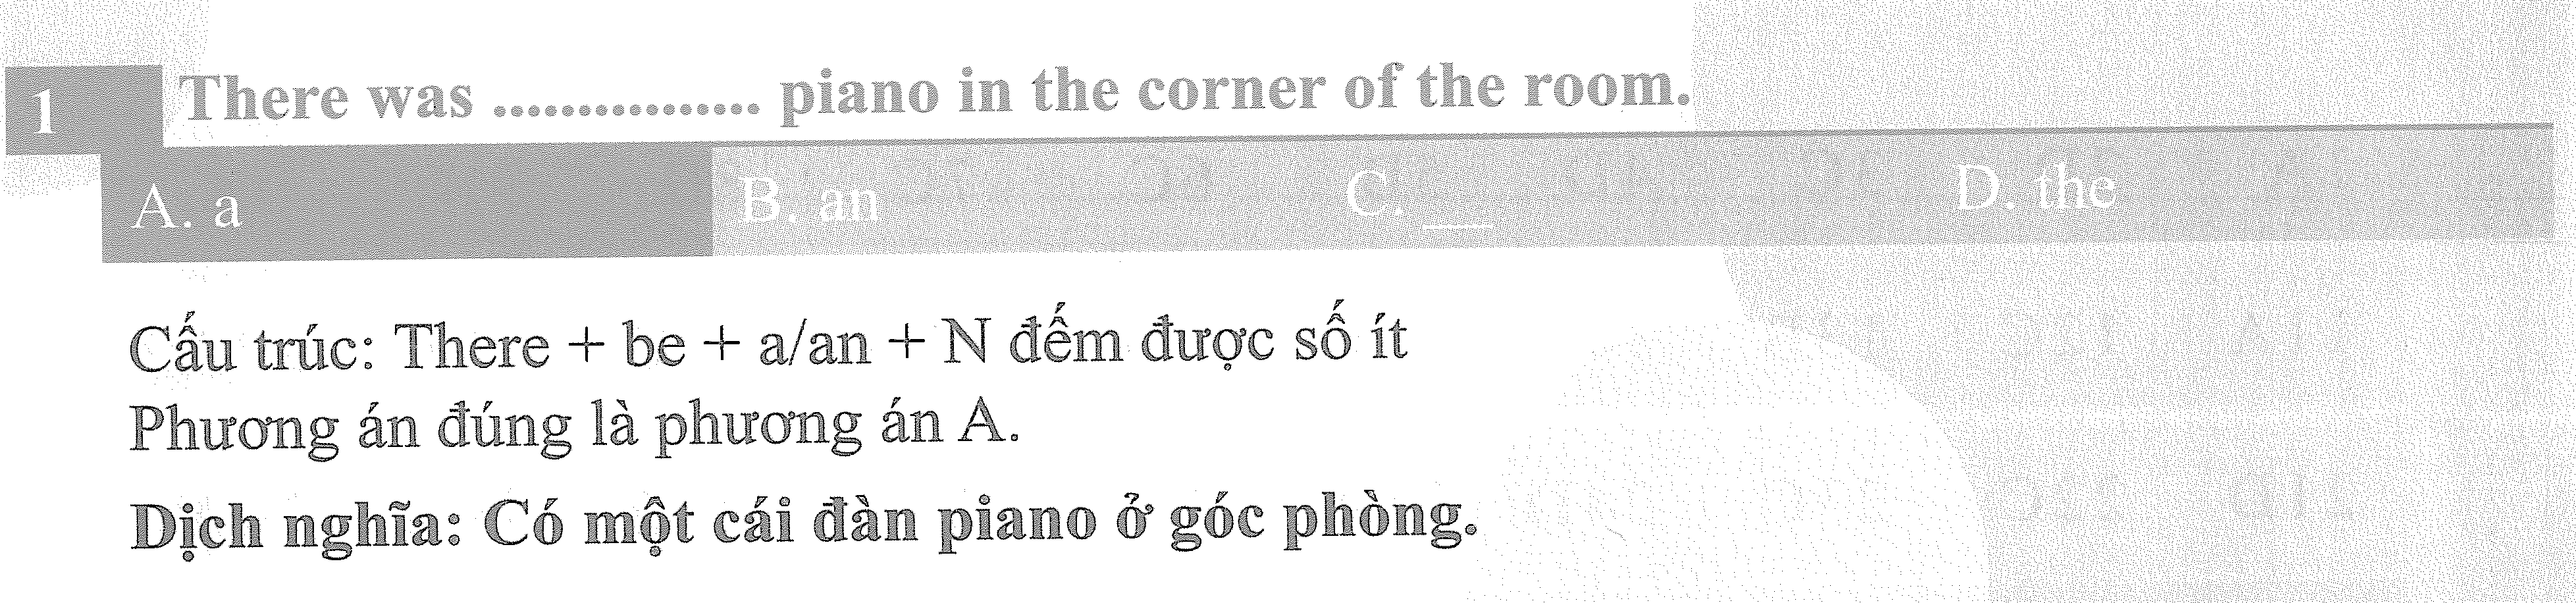 1 There was ............... piano in the corner of the room.
A. a B. an C. ___ D. the
Cấu trúc: There + be + a/an + N đếm được số ít
Phương án đúng là phương án A.
Dịch nghĩa: Có một cái đàn piano ở góc phòng.